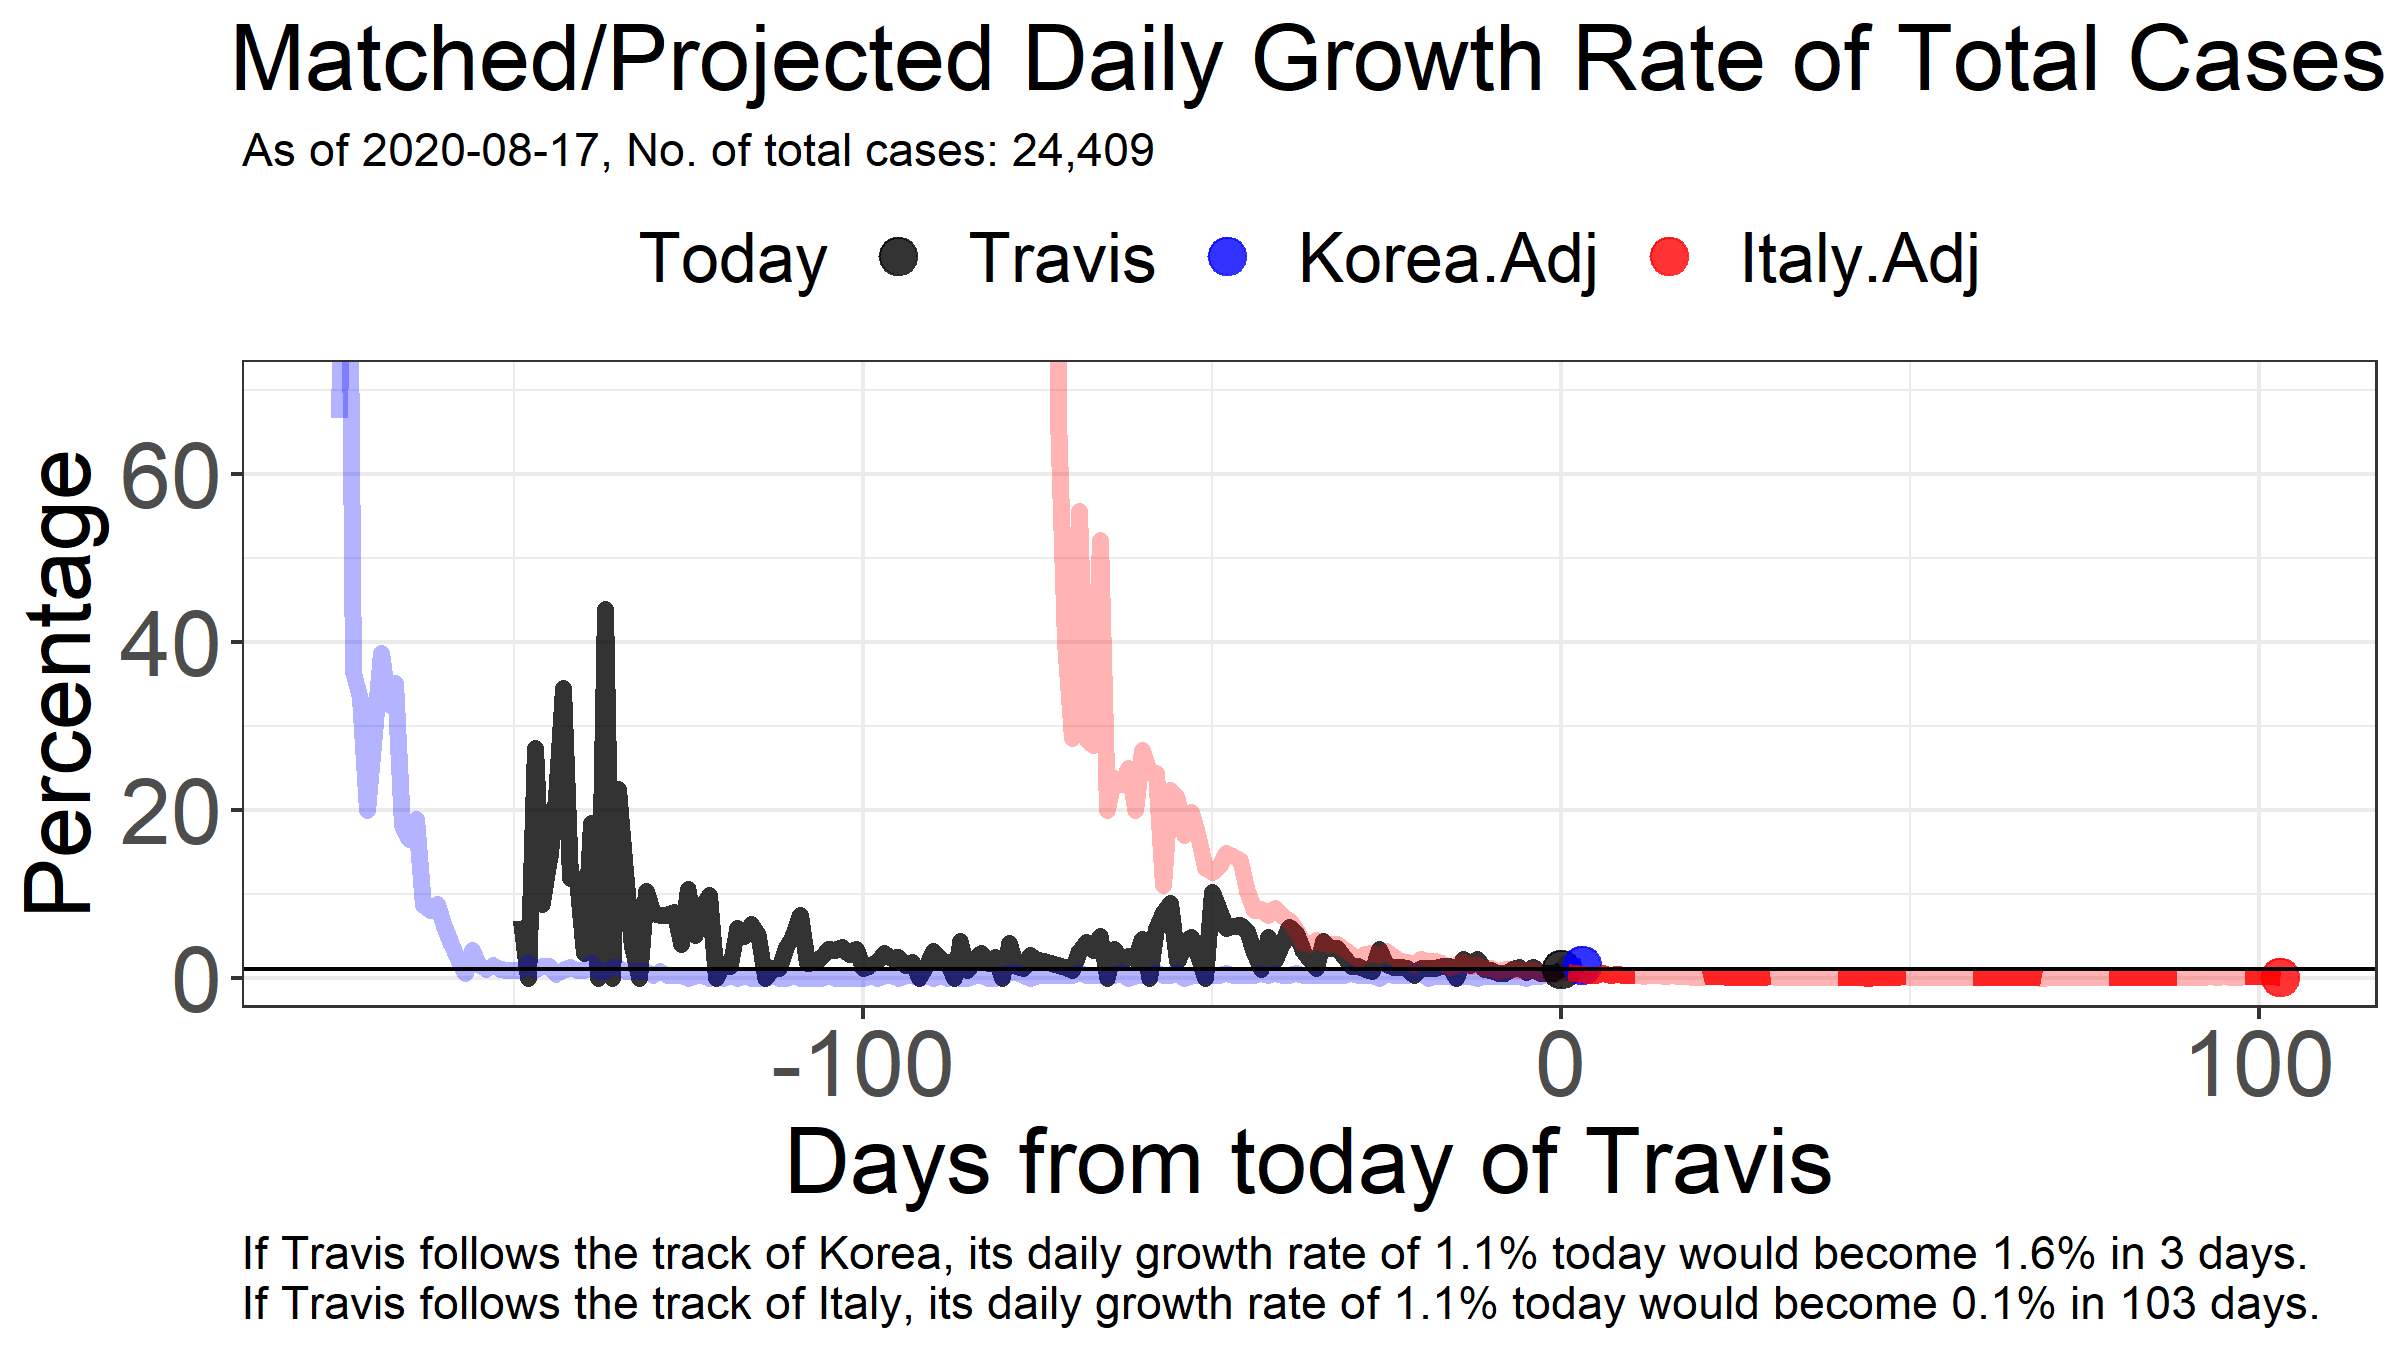 Matched/Projected Daily Growth Rate of Total Cases
As of 2020-08-17, No. of total cases: 24,409
Today Travis Korea.Adj Italy.Adj
Percentage
60
40
20
0
-100 0 100
Days from today of Travis
If Travis follows the track of Korea, its daily growth rate of 1.1% today would become 1.6% in 3 days.
If Travis follows the track of Italy, its daily growth rate of 1.1% today would become 0.1% in 103 days.